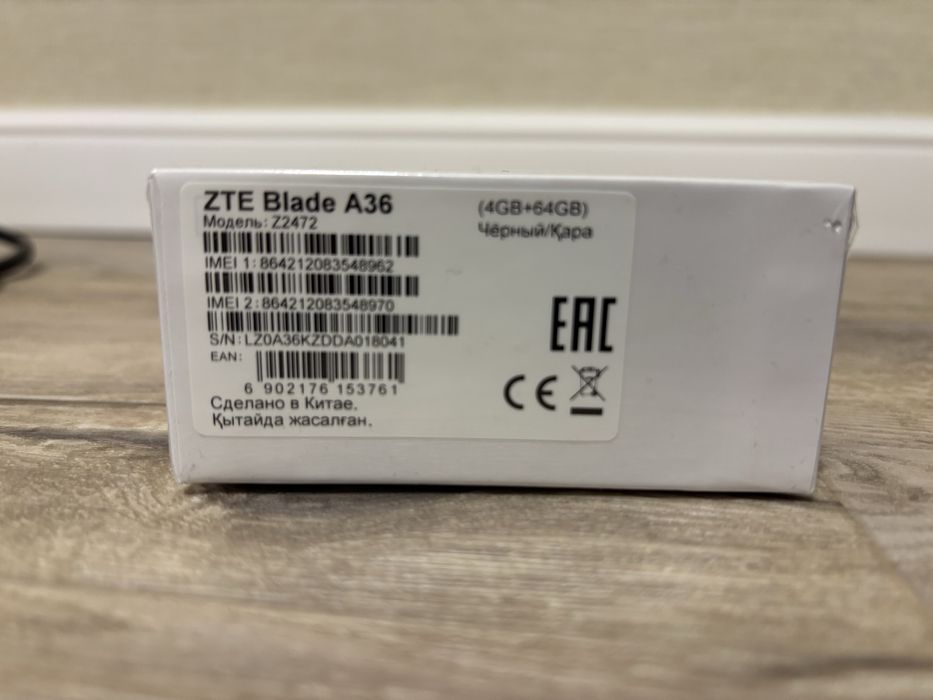 ZTE Blade A36
(4GB+64GB)
Модель: Z2472
Чёрный/Қара
IMEI 1: 864212083548962
IMEI 2: 864212083548970
S/N: LZ0A36KZDDA018041
EAN:
6 902176 153761
EAC
CE
Сделано в Китае.
Қытайда жасалған.